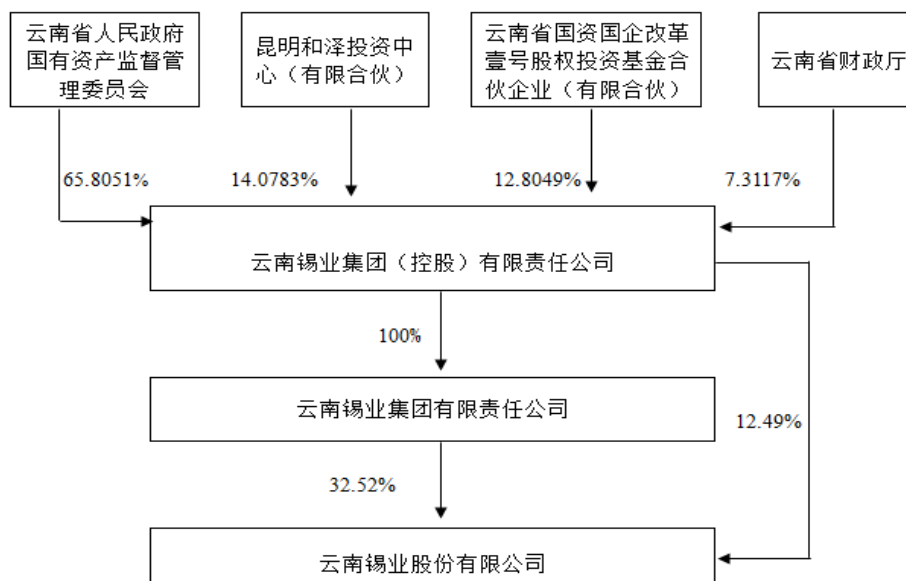 云南省人民政府
国有资产监督管
理委员会
昆明和泽投资中
心（有限合伙）
云南省国资国企改革
壹号股权投资基金合
伙企业（有限合伙）
云南省财政厅
65.8051%
14.0783%
12.8049%
7.3117%
云南锡业集团（控股）有限责任公司
100%
云南锡业集团有限责任公司
12.49%
32.52%
云南锡业股份有限公司